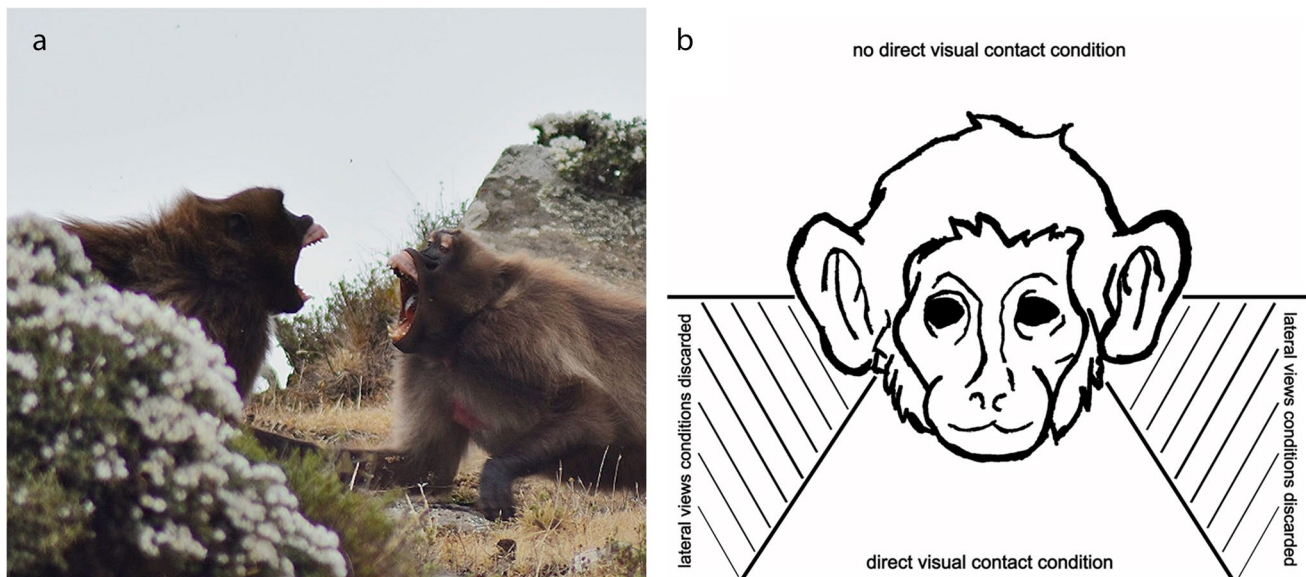 a
b
no direct visual contact condition
lateral views conditions discarded
lateral views conditions discarded
direct visual contact condition